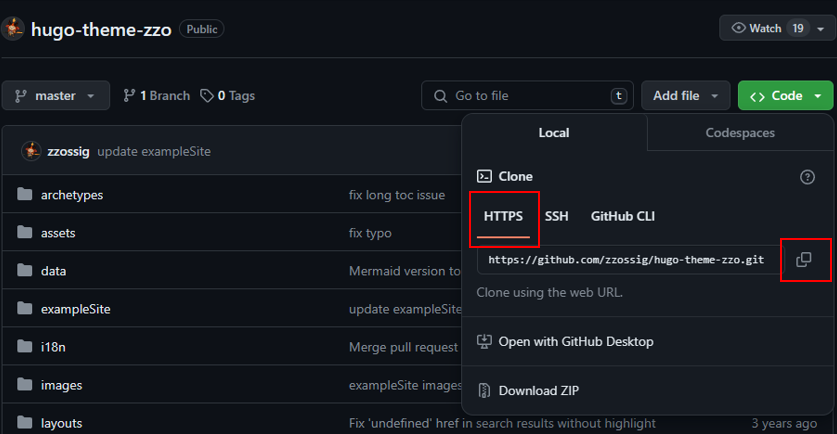 hugo-theme-zzo Public Watch 19
master 1 Branch 0 Tags Go to file t Add file Code
Local Codespaces
zzossig update exampleSite
Clone
archetypes fix long toc issue
HTTPS SSH GitHub CLI
assets fix typo
https://github.com/zzossig/hugo-theme-zzo.git
data Mermaid version to
Clone using the web URL.
exampleSite update exampleSite
i18n Merge pull request
Open with GitHub Desktop
images exampleSite images
Download ZIP
layouts Fix 'undefined' href in search results without highlight 3 years ago